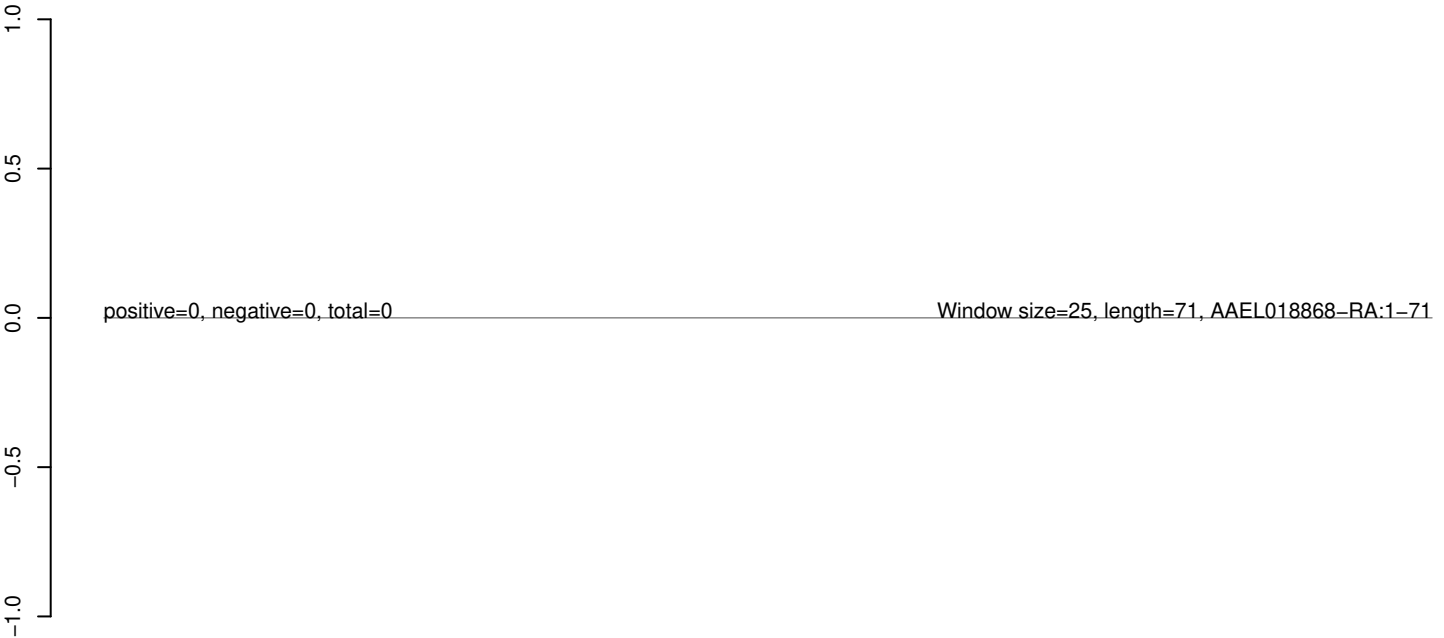 1.0
0.5
0.0
−0.5
−1.0
positive=0, negative=0, total=0
Window size=25, length=71, AAEL018868−RA:1−71